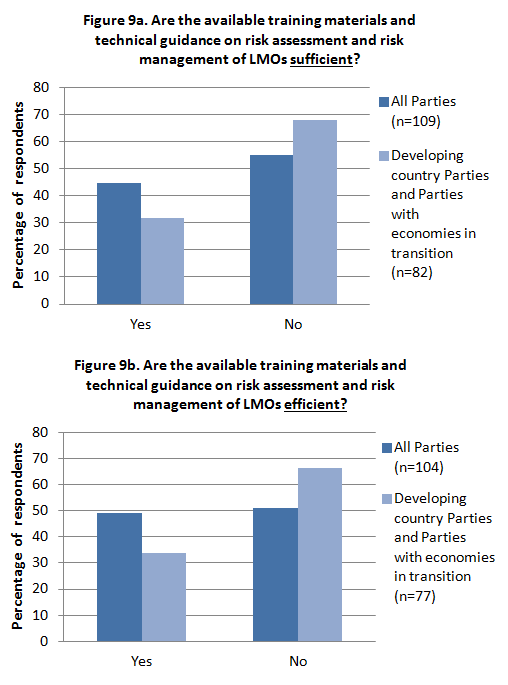 Figure 9a. Are the available training materials and
technical guidance on risk assessment and risk
management of LMOs sufficient?
Percentage of respondents
80
70
60
50
40
30
20
10
0
Yes
No
All Parties
(n=109)
Developing
country Parties
and Parties
with
economies in
transition
(n=82)
Figure 9b. Are the available training materials and
technical guidance on risk assessment and risk
management of LMOs efficient?
Percentage of respondents
80
70
60
50
40
30
20
10
0
Yes
No
All Parties
(n=104)
Developing
country Parties
and Parties
with economies
in transition
(n=77)